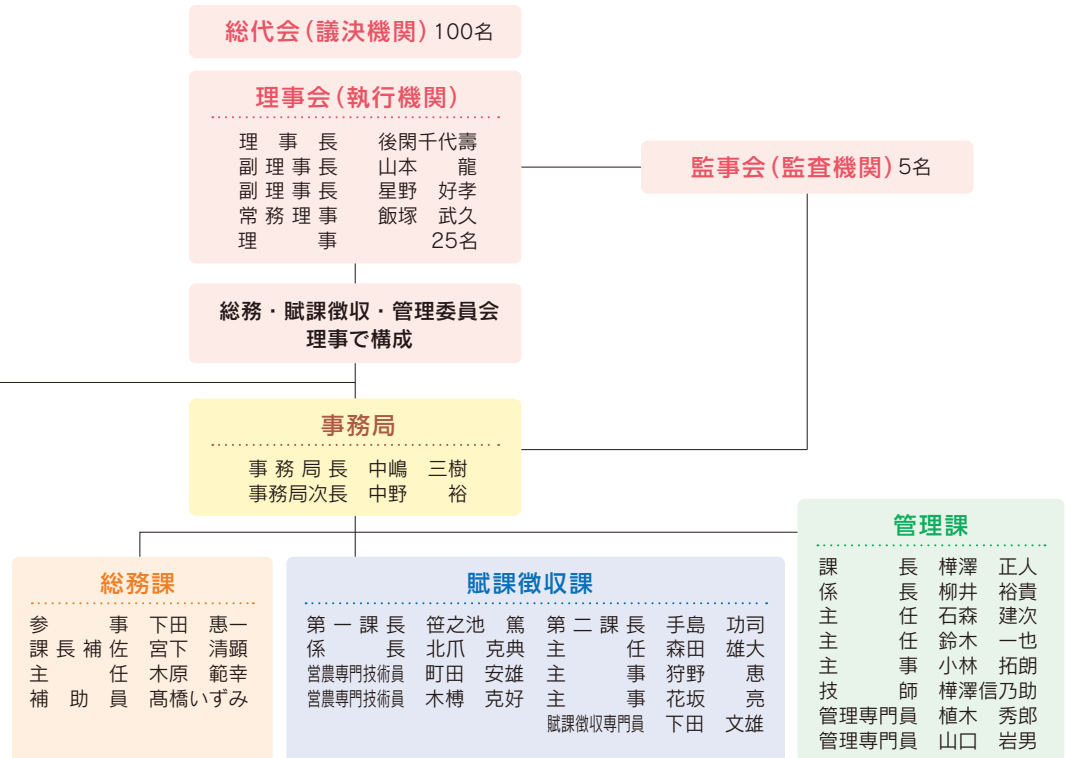 総代会(議決機関) 100名
理事会(執行機関)
理事長 後閑千代壽
副理事長 山本 龍
副理事長 星野 好孝
常務理事 飯塚 武久
理事 25名
監事会(監査機関) 5名
総務・賦課徴収・管理委員会
理事で構成
事務局
事務局長 中嶋 三樹
事務局次長 中野 裕
総務課
参事 下田 惠一
課長補佐 宮下 清顕
主任 木原 範幸
補助員 髙橋いずみ
賦課徴収課
第一課長 笹之池 篤 第二課長 手島 功司
係長 北爪 克典 主任 森田 雄大
営農専門技術員 町田 安雄 主事 狩野 恵
営農専門技術員 木榑 克好 主事 花坂 亮
賦課徴収専門員 下田 文雄
管理課
課長 樺澤 正人
係長 柳井 裕貴
主任 石森 建次
主任 鈴木 一也
主事 小林 拓朗
技師 樺澤信乃助
管理専門員 植木 秀郎
管理専門員 山口 岩男